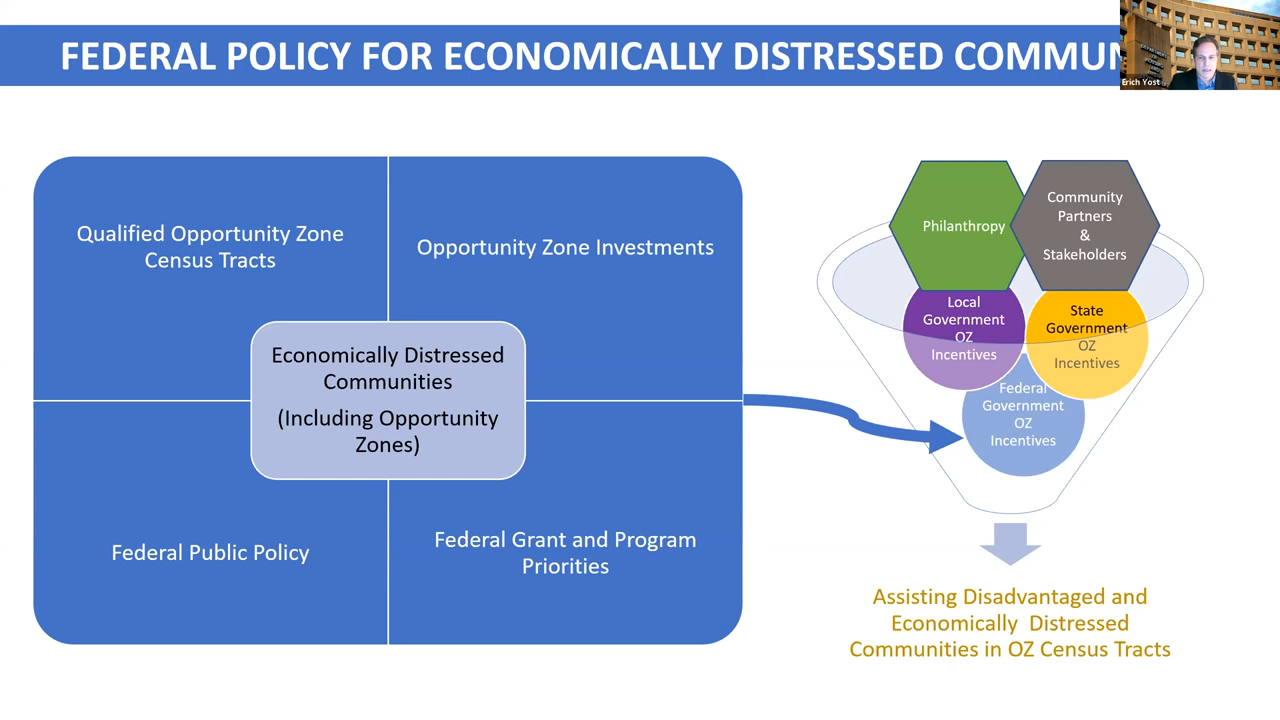 FEDERAL POLICY FOR ECONOMICALLY DISTRESSED COMMUN
Erich Yost
Qualified Opportunity Zone
Census Tracts
Opportunity Zone Investments
Economically Distressed
Communities
(Including Opportunity
Zones)
Federal Public Policy
Federal Grant and Program
Priorities
Philanthropy
Community
Partners
&
Stakeholders
Local
Government
OZ
Incentives
State
Government
OZ
Incentives
Federal
Government
OZ
Incentives
Assisting Disadvantaged and
Economically  Distressed
Communities in OZ Census Tracts